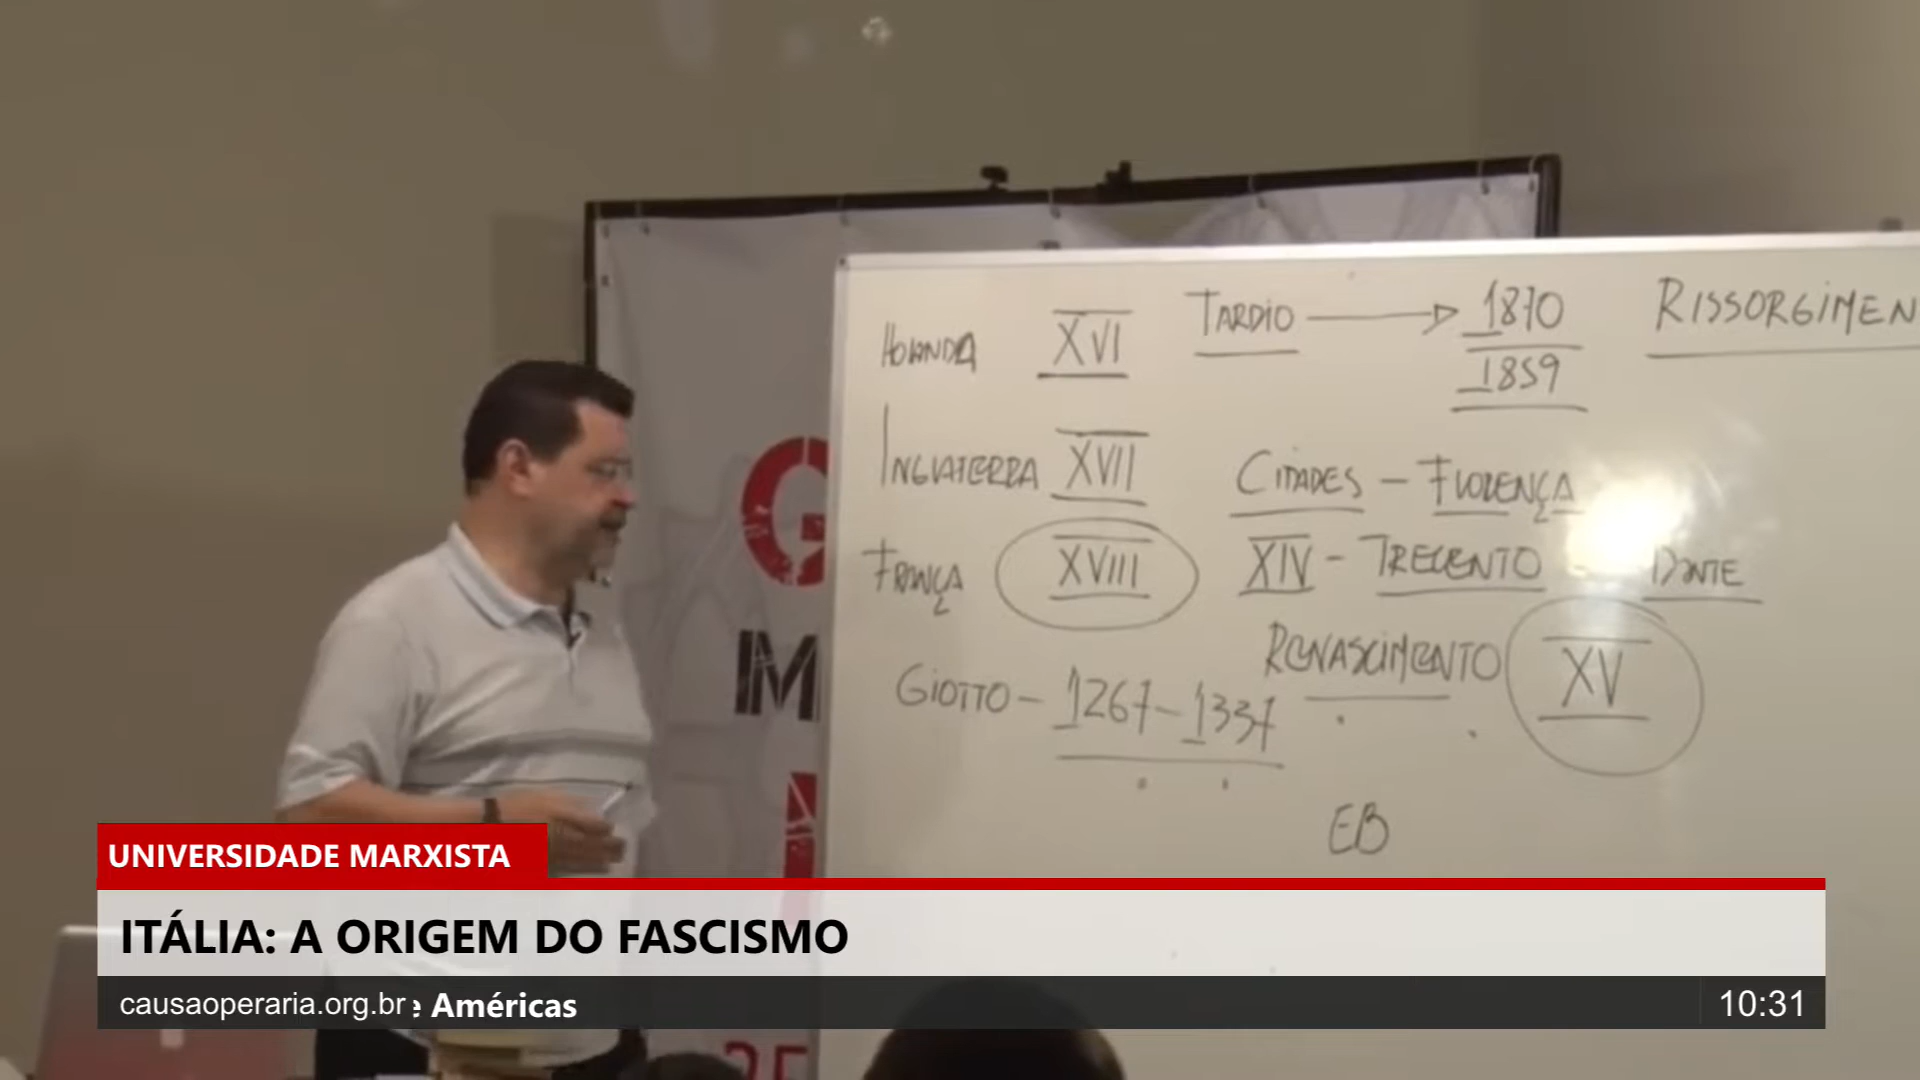 HOLANDA XVI TARDIO 1870 RISSORGIMEN
1859
INGLATERRA XVII CIDADES - FLORENÇA
FRANÇA XVIII XIV - TRECENTO - DANTE
RENASCIMENTO XV
GIOTTO - 1267 - 1337
EB
G
IM
UNIVERSIDADE MARXISTA
ITÁLIA: A ORIGEM DO FASCISMO
causaoperaria.org.br e Américas 10:31